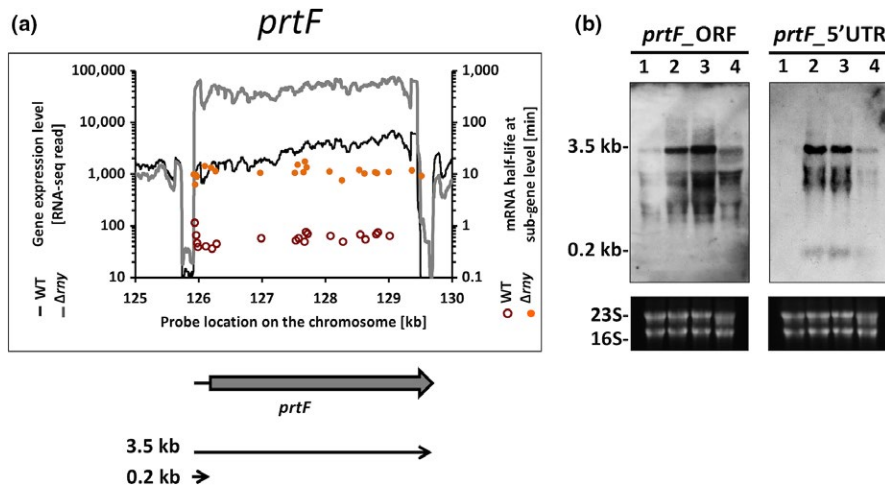 (a)
prtF
Gene expression level
[RNA-seq read]
— WT
— Δrny
100,000
10,000
1,000
100
10
1,000
100
10
1
0.1
mRNA half-life at
sub-gene level [min]
○ WT
● Δrny
125 126 127 128 129 130
Probe location on the chromosome [kb]
prtF
3.5 kb
0.2 kb
(b)
prtF_ORF prtF_5'UTR
1 2 3 4 1 2 3 4
3.5 kb-
0.2 kb-
23S-
16S-